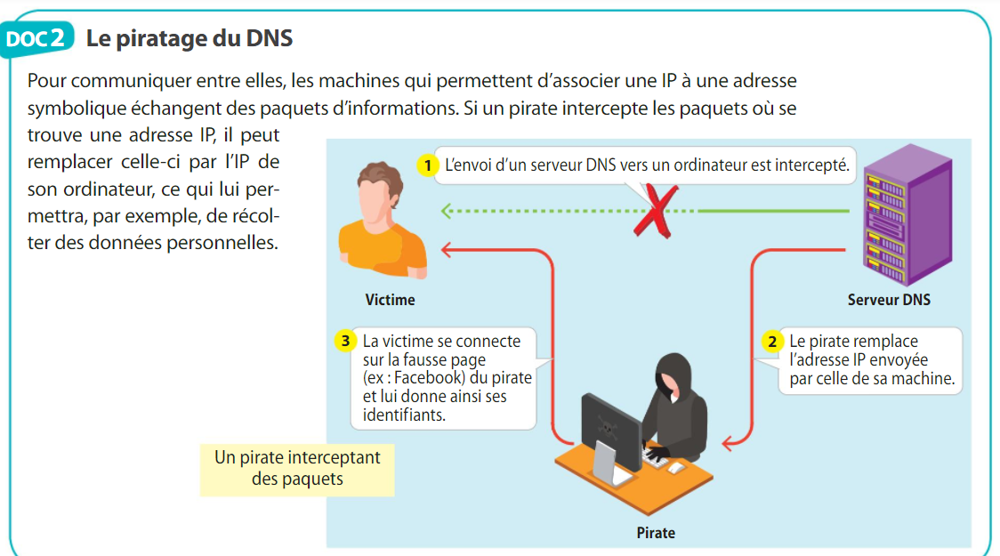 DOC 2 Le piratage du DNS
Pour communiquer entre elles, les machines qui permettent d'associer une IP à une adresse
symbolique échangent des paquets d'informations. Si un pirate intercepte les paquets où se
trouve une adresse IP, il peut
remplacer celle-ci par l'IP de
son ordinateur, ce qui lui per-
mettra, par exemple, de récol-
ter des données personnelles.
1 L'envoi d'un serveur DNS vers un ordinateur est intercepté.
Victime
Serveur DNS
3 La victime se connecte
sur la fausse page
(ex : Facebook) du pirate
et lui donne ainsi ses
identifiants.
2 Le pirate remplace
l'adresse IP envoyée
par celle de sa machine.
Un pirate interceptant
des paquets
Pirate